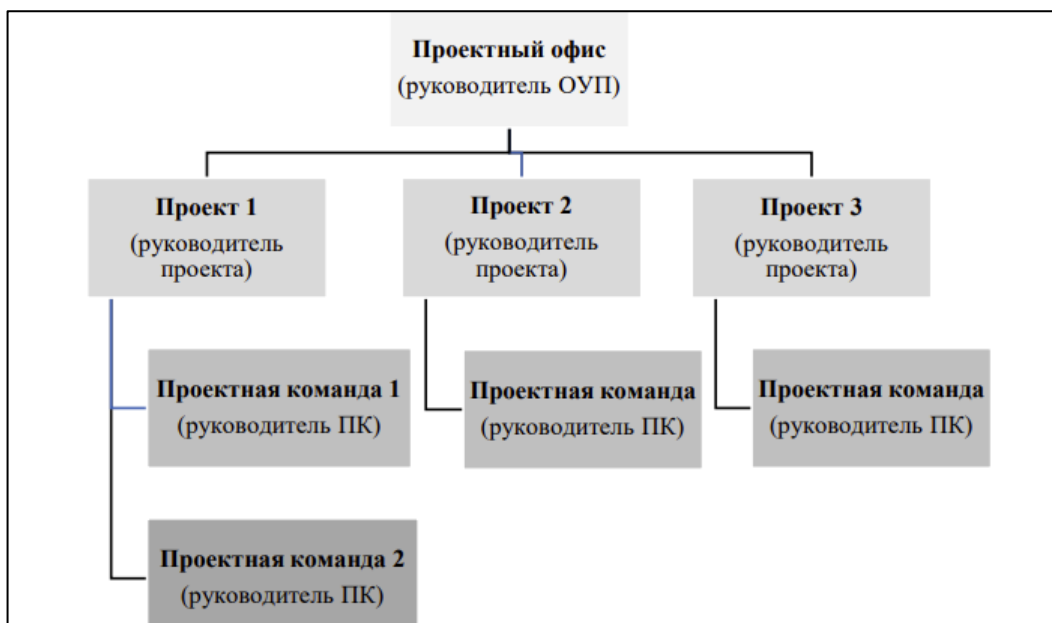 Проектный офис
(руководитель ОУП)
Проект 1
(руководитель
проекта)
Проект 2
(руководитель
проекта)
Проект 3
(руководитель
проекта)
Проектная команда 1
(руководитель ПК)
Проектная команда
(руководитель ПК)
Проектная команда
(руководитель ПК)
Проектная команда 2
(руководитель ПК)